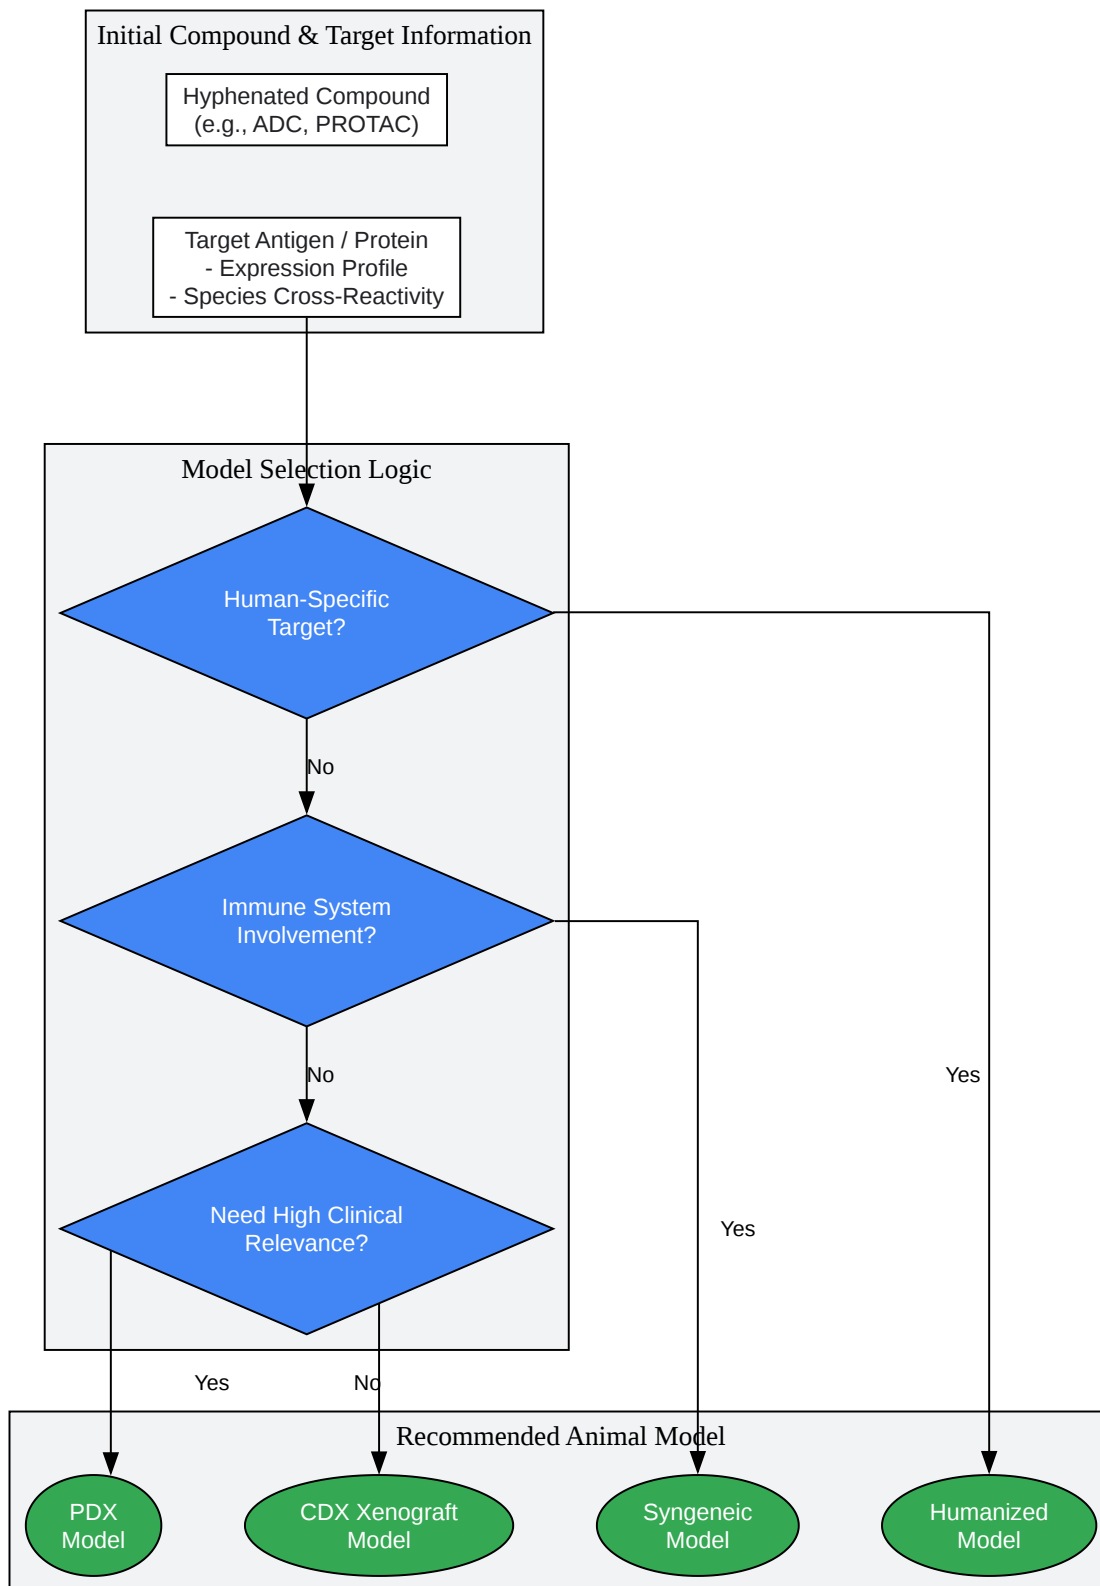 Initial Compound & Target Information
Hyphenated Compound
(e.g., ADC, PROTAC)
Target Antigen / Protein
- Expression Profile
- Species Cross-Reactivity
Model Selection Logic
Human-Specific
Target?
No
Immune System
Involvement?
No
Yes
Need High Clinical
Relevance?
Yes
Yes
No
Recommended Animal Model
PDX
Model
CDX Xenograft
Model
Syngeneic
Model
Humanized
Model